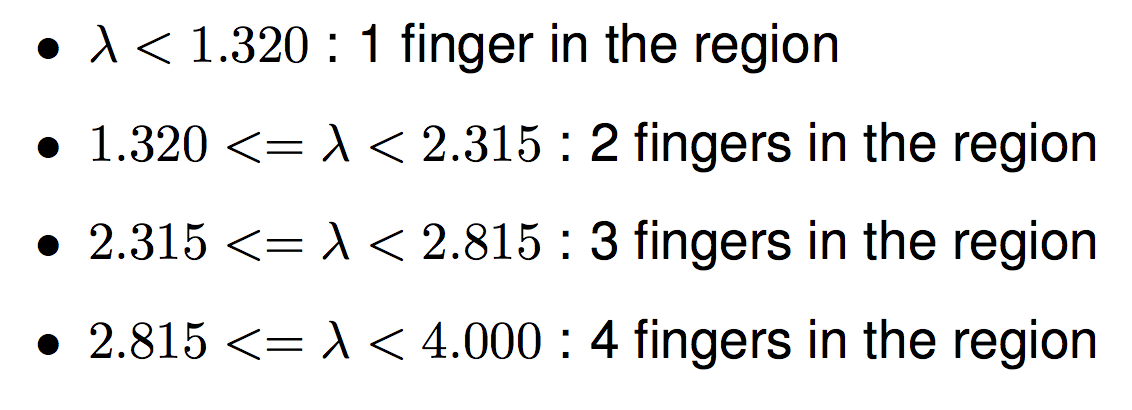 • λ < 1.320 : 1 finger in the region
• 1.320 <= λ < 2.315 : 2 fingers in the region
• 2.315 <= λ < 2.815 : 3 fingers in the region
• 2.815 <= λ < 4.000 : 4 fingers in the region